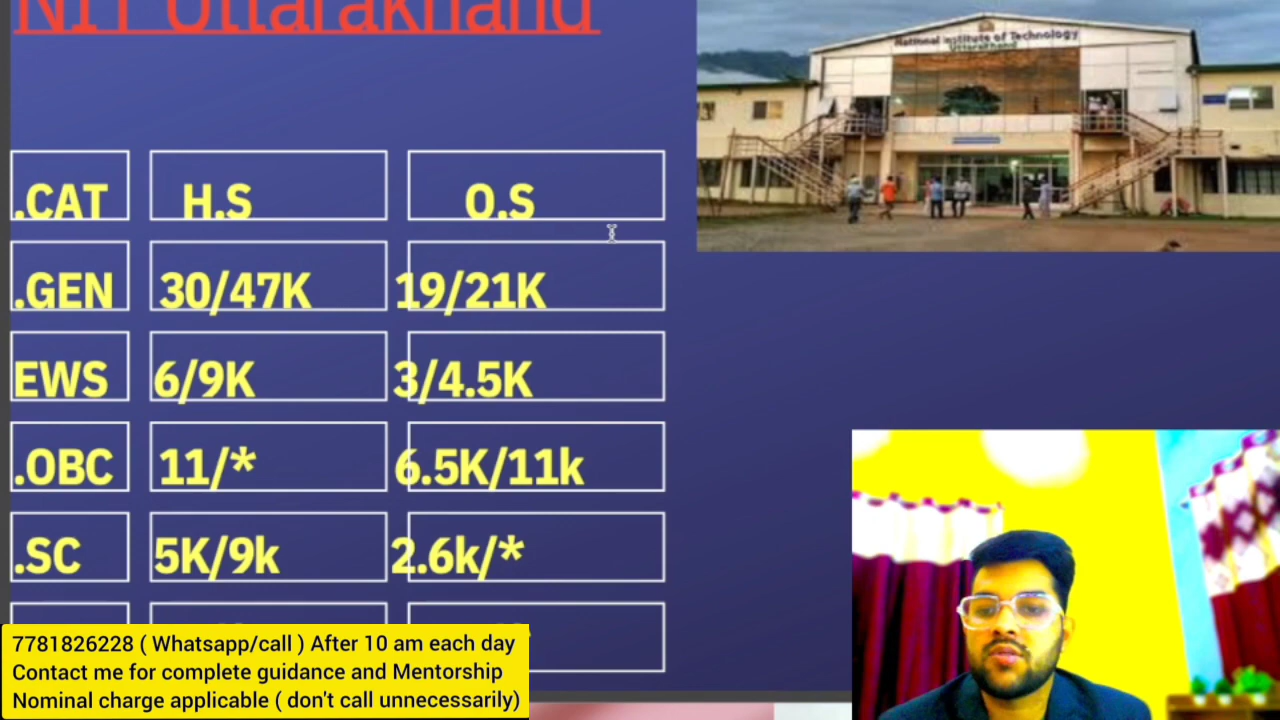 NIT Uttarakhand
National Institute of Technology
Uttarakhand
.CAT H.S O.S
.GEN 30/47K 19/21K
EWS 6/9K 3/4.5K
.OBC 11/* 6.5K/11k
.SC 5K/9k 2.6k/*
7781826228 ( Whatsapp/call ) After 10 am each day
Contact me for complete guidance and Mentorship
Nominal charge applicable ( don't call unnecessarily)